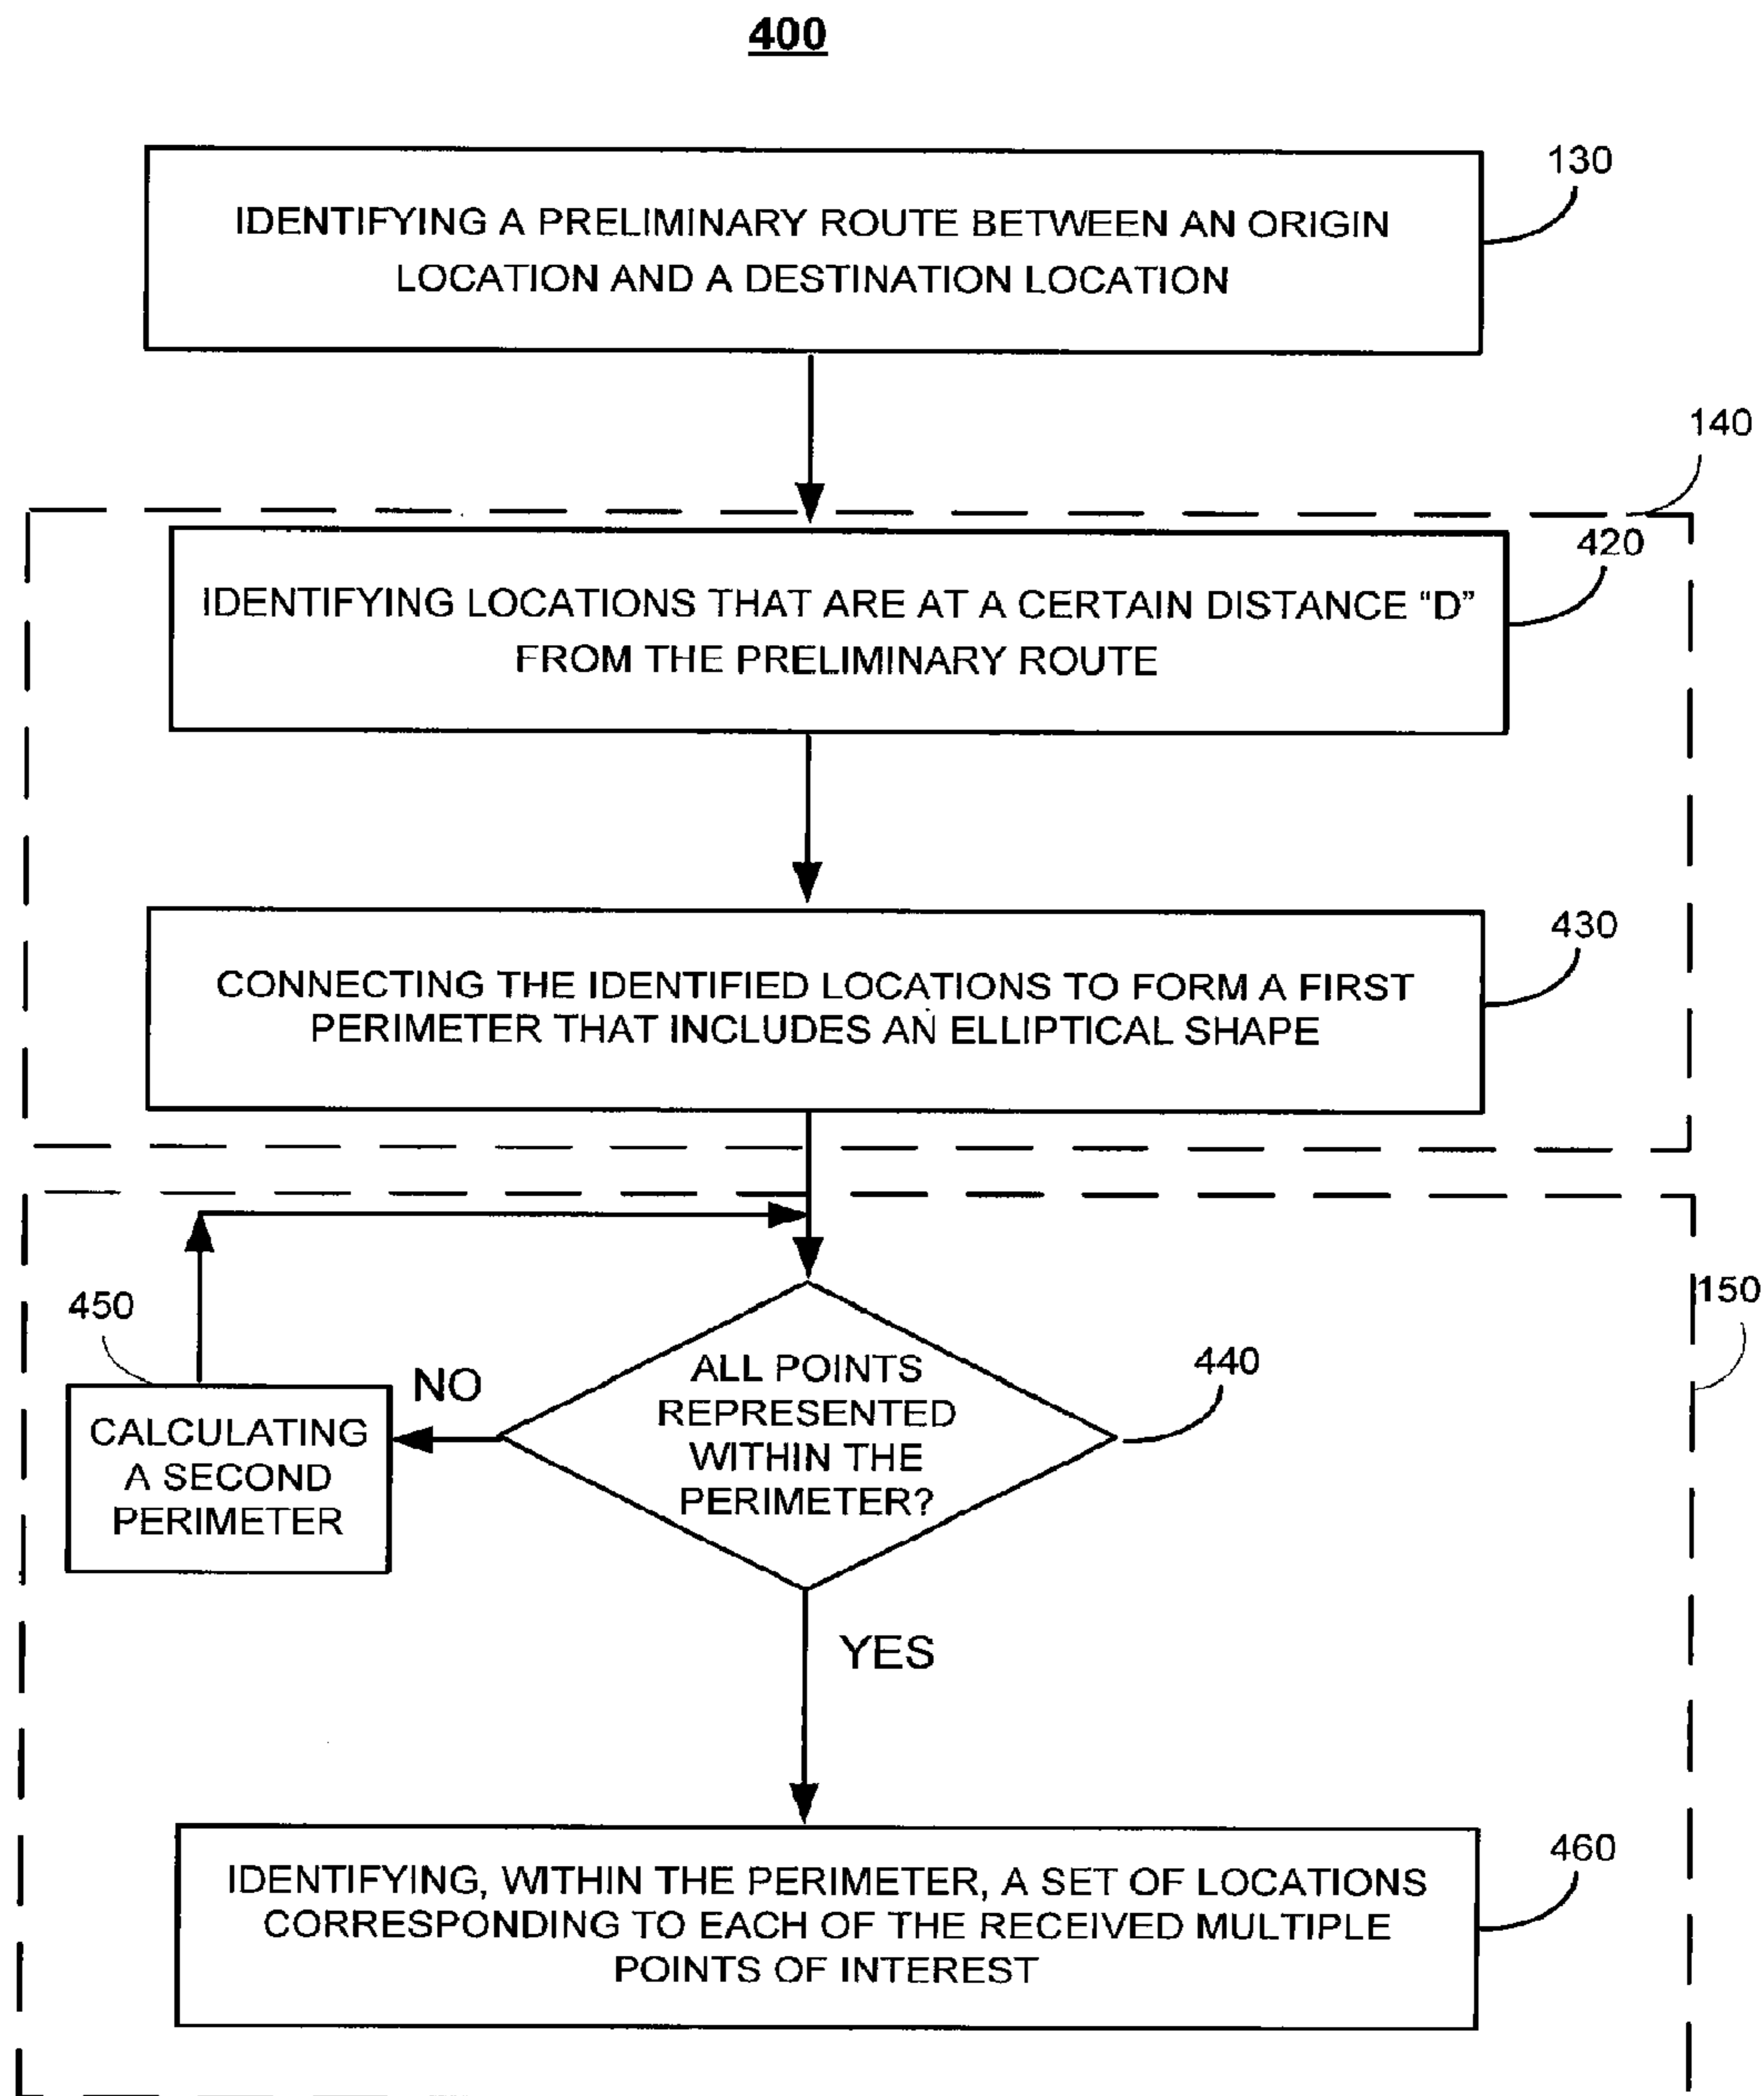 400
130
IDENTIFYING A PRELIMINARY ROUTE BETWEEN AN ORIGIN
LOCATION AND A DESTINATION LOCATION
140
420
IDENTIFYING LOCATIONS THAT ARE AT A CERTAIN DISTANCE “D”
FROM THE PRELIMINARY ROUTE
430
CONNECTING THE IDENTIFIED LOCATIONS TO FORM A FIRST
PERIMETER THAT INCLUDES AN ELLIPTICAL SHAPE
150
450
440
NO
ALL POINTS
REPRESENTED
WITHIN THE
PERIMETER?
CALCULATING
A SECOND
PERIMETER
YES
460
IDENTIFYING, WITHIN THE PERIMETER, A SET OF LOCATIONS
CORRESPONDING TO EACH OF THE RECEIVED MULTIPLE
POINTS OF INTEREST